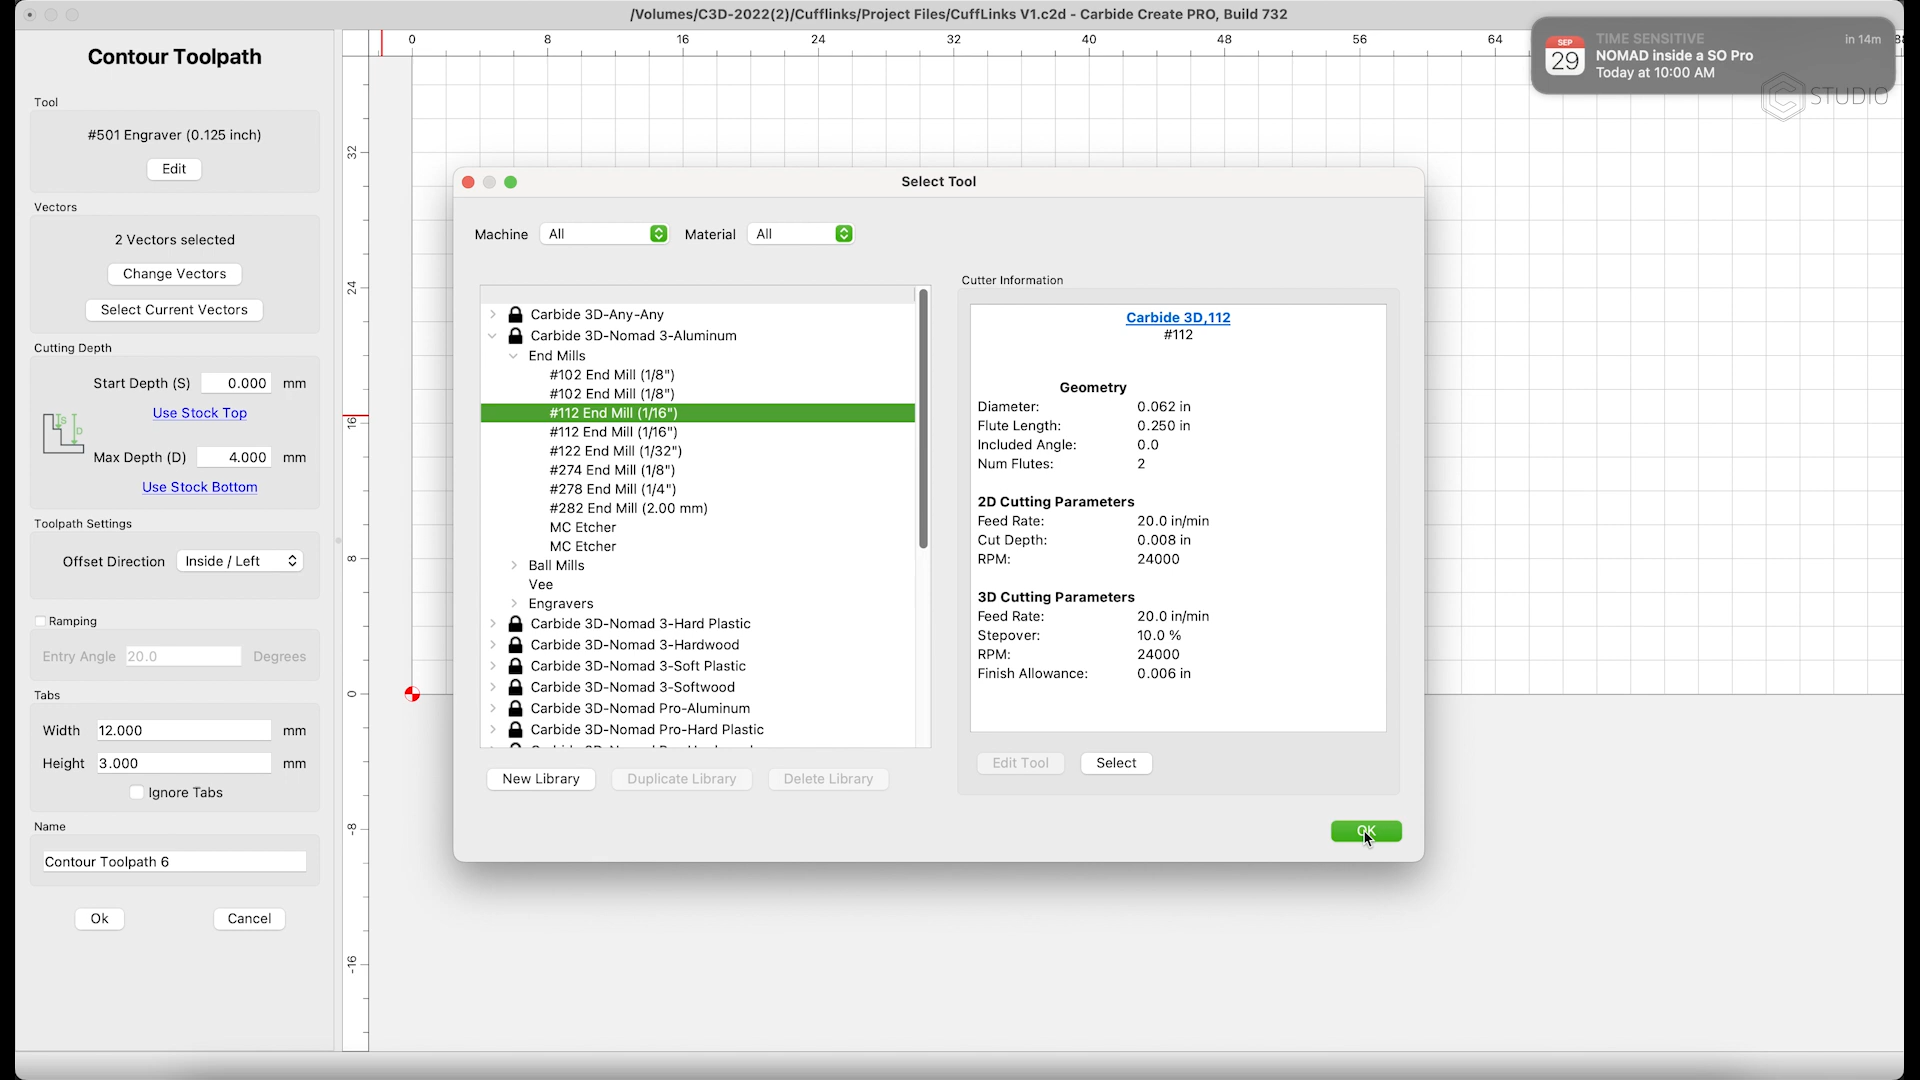 /Volumes/C3D-2022(2)/Cufflinks/Project Files/CuffLinks V1.c2d - Carbide Create PRO, Build 732
TIME SENSITIVE
in 14m
SEP
29
NOMAD inside a SO Pro
Today at 10:00 AM
STUDIO
0 8 16 24 32 40 48 56 64
32
24
16
8
0
-8
-16
Contour Toolpath
Tool
#501 Engraver (0.125 inch)
Edit
Vectors
2 Vectors selected
Change Vectors
Select Current Vectors
Cutting Depth
Start Depth (S) 0.000 mm
Use Stock Top
S
D
Max Depth (D) 4.000 mm
Use Stock Bottom
Toolpath Settings
Offset Direction Inside / Left
Ramping
Entry Angle 20.0 Degrees
Tabs
Width 12.000 mm
Height 3.000 mm
Ignore Tabs
Name
Contour Toolpath 6
Ok Cancel
Select Tool
Machine All Material All
Carbide 3D-Any-Any
Carbide 3D-Nomad 3-Aluminum
End Mills
#102 End Mill (1/8")
#102 End Mill (1/8")
#112 End Mill (1/16")
#112 End Mill (1/16")
#122 End Mill (1/32")
#274 End Mill (1/8")
#278 End Mill (1/4")
#282 End Mill (2.00 mm)
MC Etcher
MC Etcher
Ball Mills
Vee
Engravers
Carbide 3D-Nomad 3-Hard Plastic
Carbide 3D-Nomad 3-Hardwood
Carbide 3D-Nomad 3-Soft Plastic
Carbide 3D-Nomad 3-Softwood
Carbide 3D-Nomad Pro-Aluminum
Carbide 3D-Nomad Pro-Hard Plastic
New Library Duplicate Library Delete Library
Cutter Information
Carbide 3D,112
#112
Geometry
Diameter: 0.062 in
Flute Length: 0.250 in
Included Angle: 0.0
Num Flutes: 2
2D Cutting Parameters
Feed Rate: 20.0 in/min
Cut Depth: 0.008 in
RPM: 24000
3D Cutting Parameters
Feed Rate: 20.0 in/min
Stepover: 10.0 %
RPM: 24000
Finish Allowance: 0.006 in
Edit Tool Select
OK